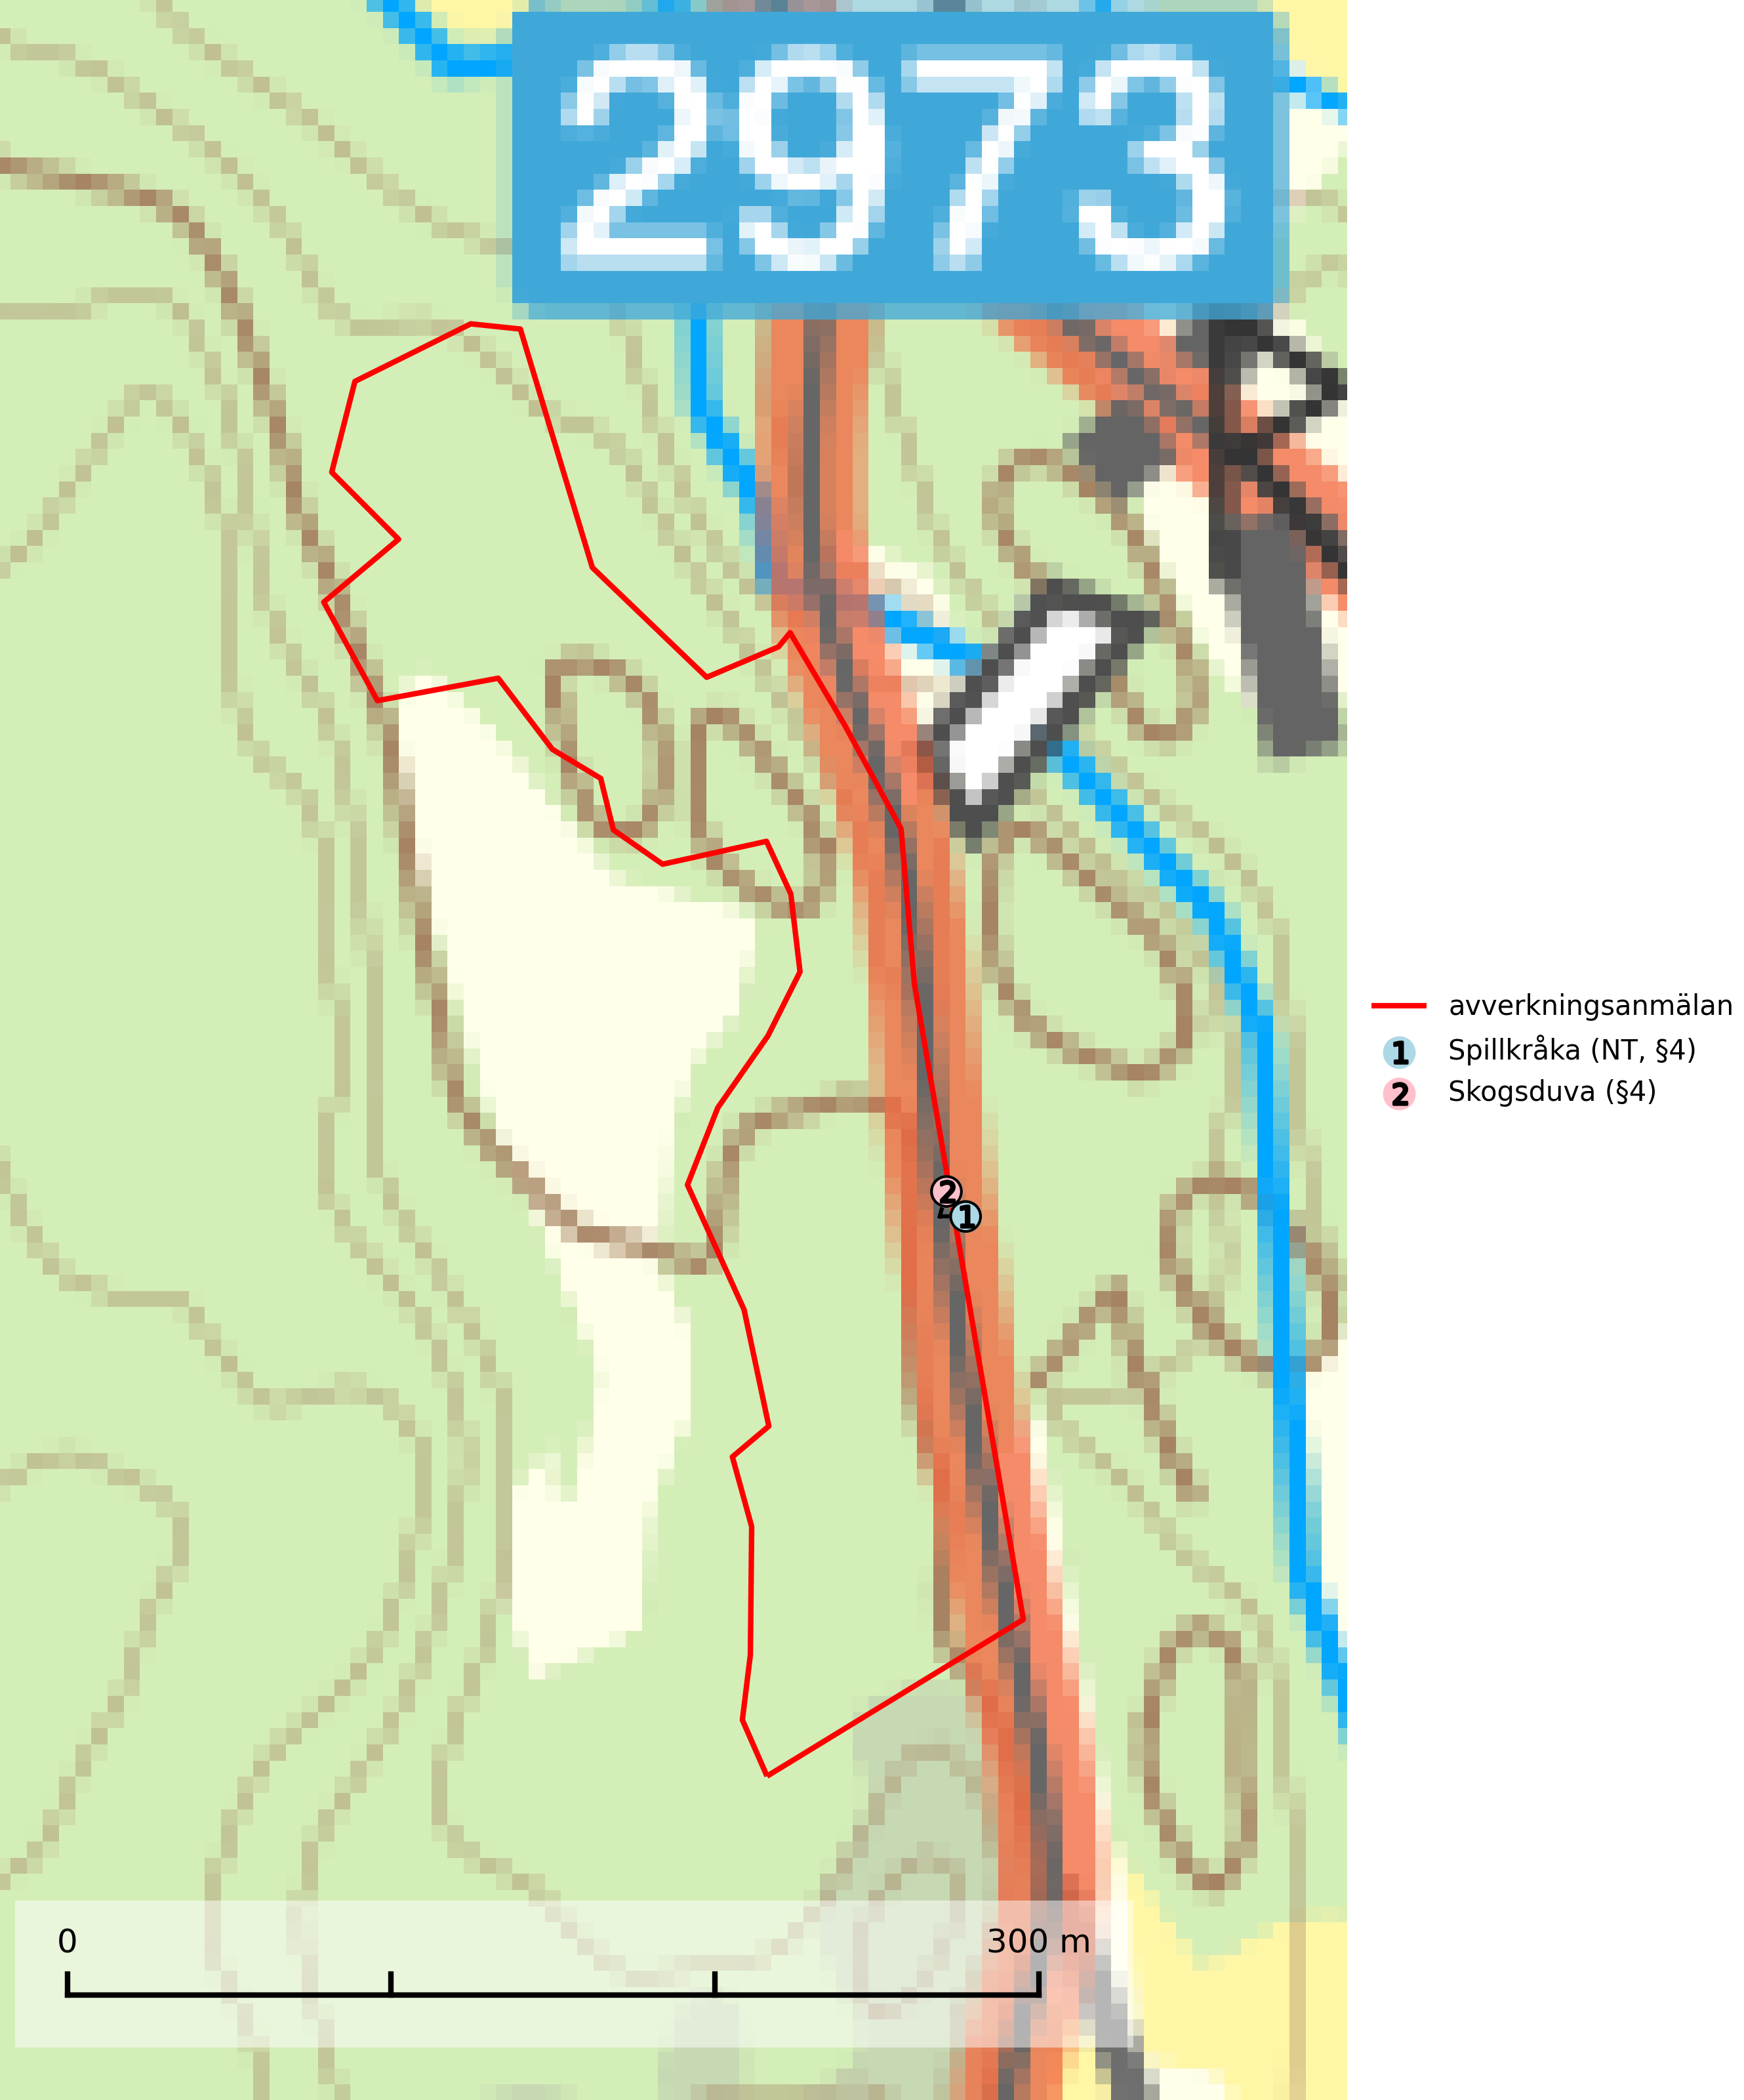 2973
avverkningsanmälan
1 Spillkråka (NT, §4)
2 Skogsduva (§4)
2
1
0 300 m